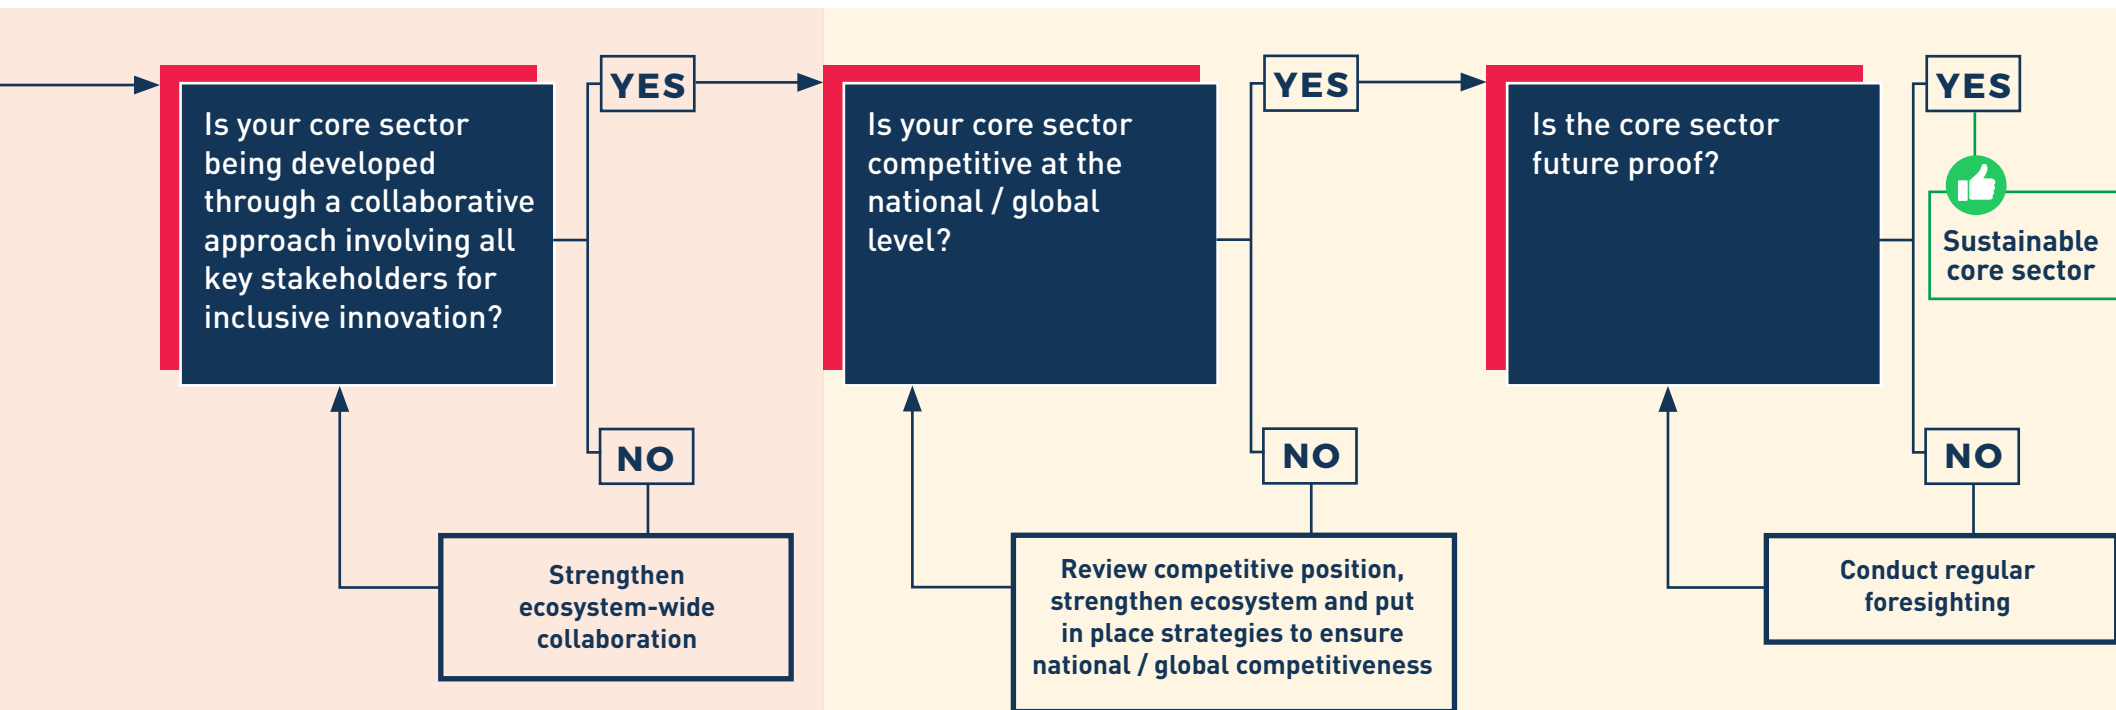 Is your core sector
being developed
through a collaborative
approach involving all
key stakeholders for
inclusive innovation?
YES
NO
Strengthen
ecosystem-wide
collaboration
Is your core sector
competitive at the
national / global
level?
YES
NO
Review competitive position,
strengthen ecosystem and put
in place strategies to ensure
national / global competitiveness
Is the core sector
future proof?
YES
Sustainable
core sector
NO
Conduct regular
foresighting